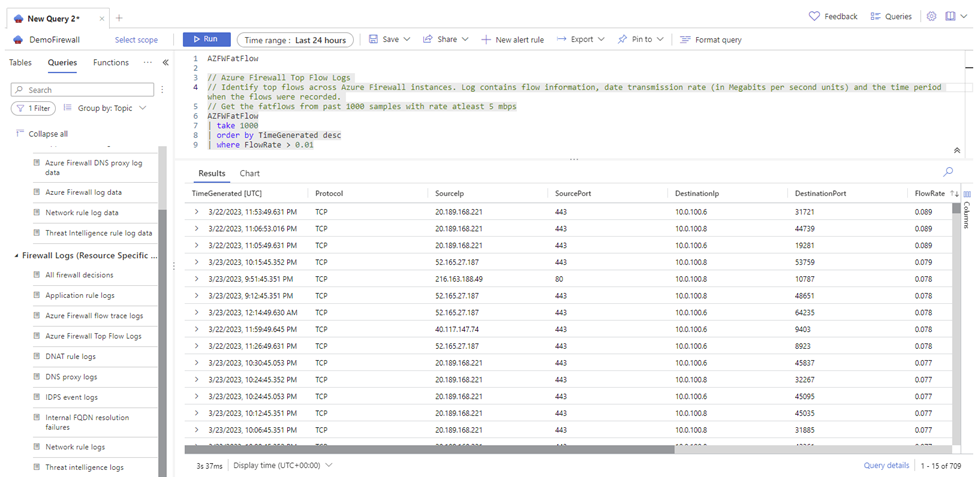 New Query 2*
Feedback
Queries
DemoFirewall
Select scope
Run
Time range : Last 24 hours
Save
Share
New alert rule
Export
Pin to
Format query
Tables
Queries
Functions
Search
1 Filter
Group by: Topic
Collapse all
Azure Firewall DNS proxy log
data
Azure Firewall log data
Network rule log data
Threat Intelligence rule log data
Firewall Logs (Resource Specific ...
All firewall decisions
Application rule logs
Azure Firewall flow trace logs
Azure Firewall Top Flow Logs
DNAT rule logs
DNS proxy logs
IDPS event logs
Internal FQDN resolution
failures
Network rule logs
Threat intelligence logs
1 AZFWFatFlow
2
3 // Azure Firewall Top Flow Logs
4 // Identify top flows across Azure Firewall instances. Log contains flow information, date transmission rate (in Megabits per second units) and the time period
when the flows were recorded.
5 // Get the fatflows from past 1000 samples with rate atleast 5 mbps
6 AZFWFatFlow
7 | take 1000
8 | order by TimeGenerated desc
9 | where FlowRate > 0.01
Results
Chart
TimeGenerated [UTC] Protocol SourceIp SourcePort DestinationIp DestinationPort FlowRate
Columns
3/22/2023, 11:53:49.631 PM TCP 20.189.168.221 443 10.0.100.6 31721 0.089
3/22/2023, 11:06:53.016 PM TCP 20.189.168.221 443 10.0.100.8 44739 0.089
3/22/2023, 11:05:49.631 PM TCP 20.189.168.221 443 10.0.100.6 19281 0.089
3/23/2023, 10:15:45.352 PM TCP 52.165.27.187 443 10.0.100.8 53759 0.079
3/23/2023, 9:51:45.351 PM TCP 216.163.188.49 80 10.0.100.6 10787 0.078
3/23/2023, 9:12:45.351 PM TCP 52.165.27.187 443 10.0.100.8 48651 0.078
3/23/2023, 12:14:49.630 AM TCP 52.165.27.187 443 10.0.100.6 64235 0.078
3/22/2023, 11:59:49.645 PM TCP 40.117.147.74 443 10.0.100.6 9403 0.078
3/22/2023, 11:26:49.631 PM TCP 52.165.27.187 443 10.0.100.6 8923 0.078
3/23/2023, 10:30:45.053 PM TCP 20.189.168.221 443 10.0.100.6 45837 0.077
3/23/2023, 10:24:45.352 PM TCP 20.189.168.221 443 10.0.100.8 32267 0.077
3/23/2023, 10:24:45.053 PM TCP 20.189.168.221 443 10.0.100.6 45095 0.077
3/23/2023, 10:12:45.351 PM TCP 20.189.168.221 443 10.0.100.8 45035 0.077
3/23/2023, 10:06:45.351 PM TCP 20.189.168.221 443 10.0.100.8 31885 0.077
3s 37ms
Display time (UTC+00:00)
Query details
1 - 15 of 709